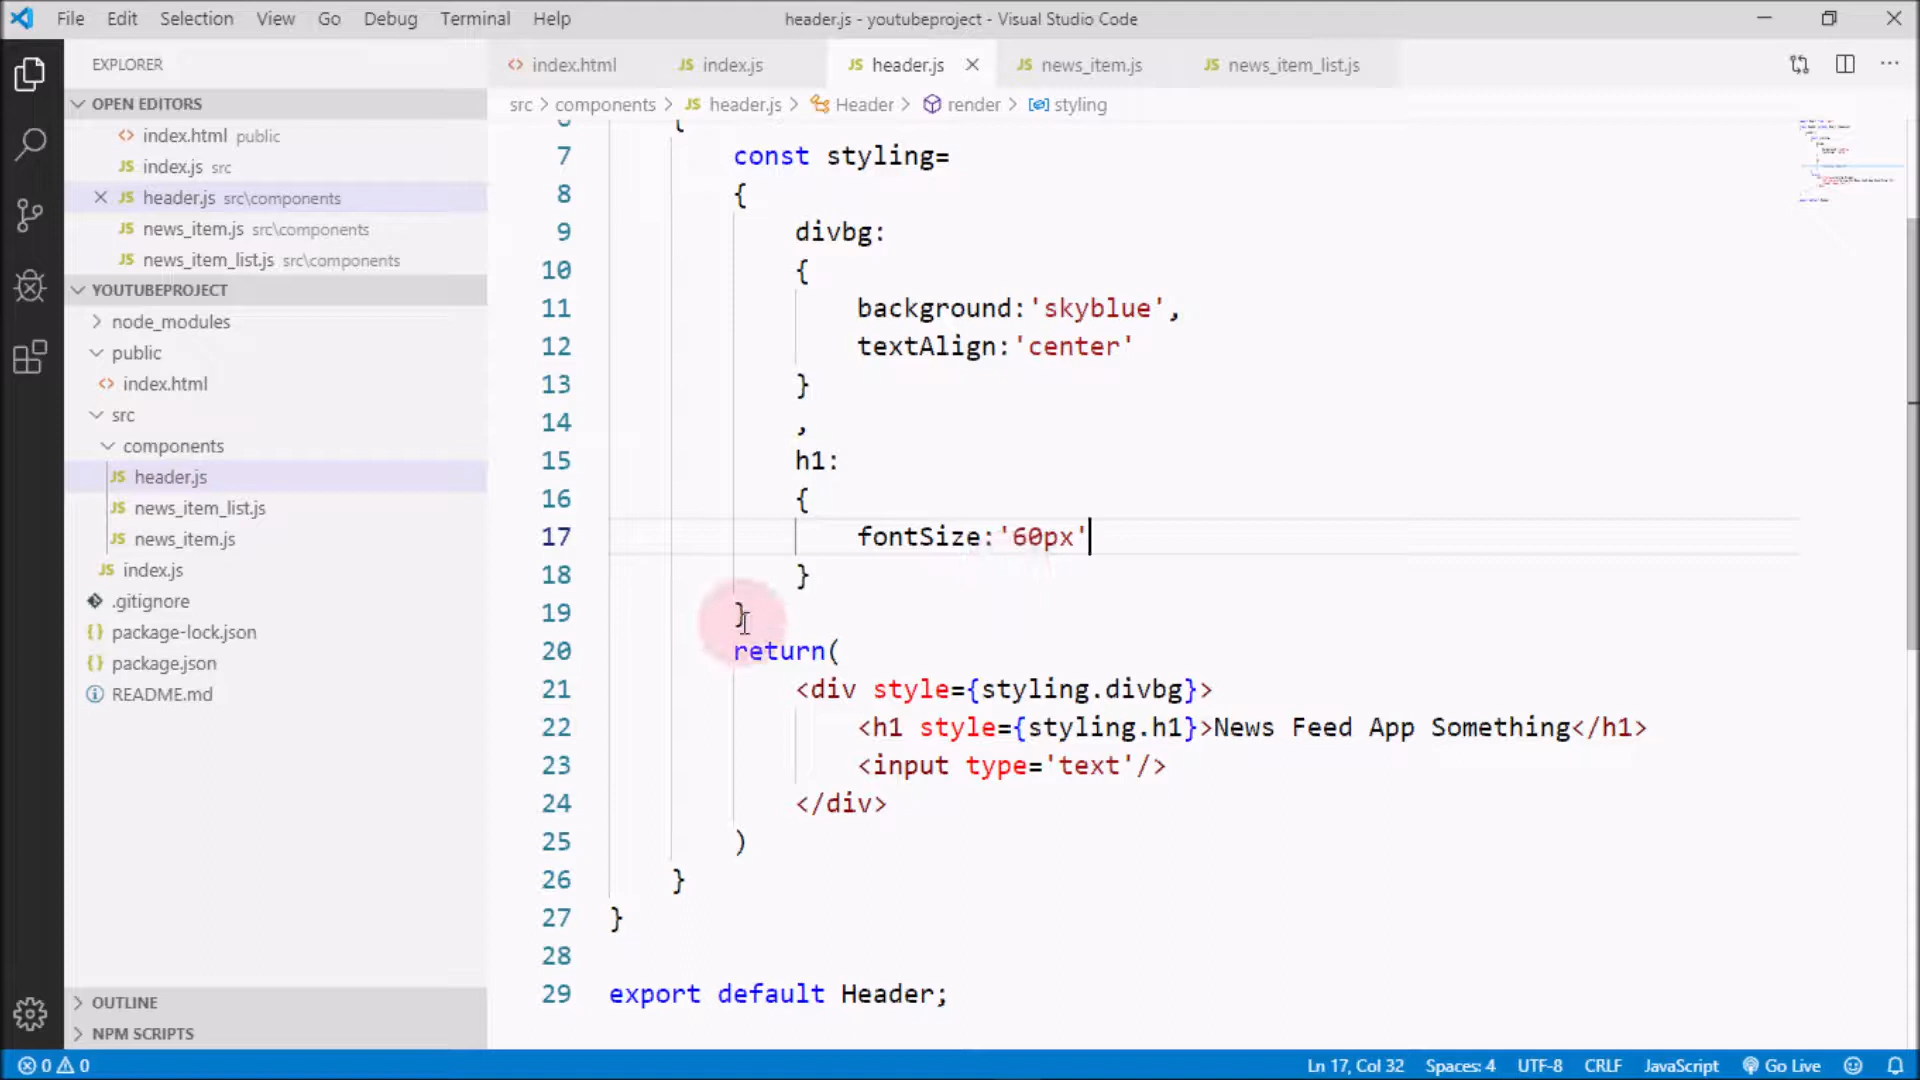 File Edit Selection View Go Debug Terminal Help
header.js - youtubeproject - Visual Studio Code
EXPLORER
OPEN EDITORS
index.html public
index.js src
header.js src\components
news_item.js src\components
news_item_list.js src\components
YOUTUBEPROJECT
node_modules
public
index.html
src
components
header.js
news_item_list.js
news_item.js
index.js
.gitignore
package-lock.json
package.json
README.md
OUTLINE
NPM SCRIPTS
index.html JS index.js JS header.js JS news_item.js JS news_item_list.js
src > components > JS header.js > Header > render > styling
6 {
7 const styling=
8 {
9 divbg:
10 {
11 background:'skyblue',
12 textAlign:'center'
13 }
14 ,
15 h1:
16 {
17 fontSize:'60px'
18 }
19 }
20 return(
21 <div style={styling.divbg}>
22 <h1 style={styling.h1}>News Feed App Something</h1>
23 <input type='text'/>
24 </div>
25 )
26 }
27 }
28
29 export default Header;
0 0 Ln 17, Col 32 Spaces: 4 UTF-8 CRLF JavaScript Go Live